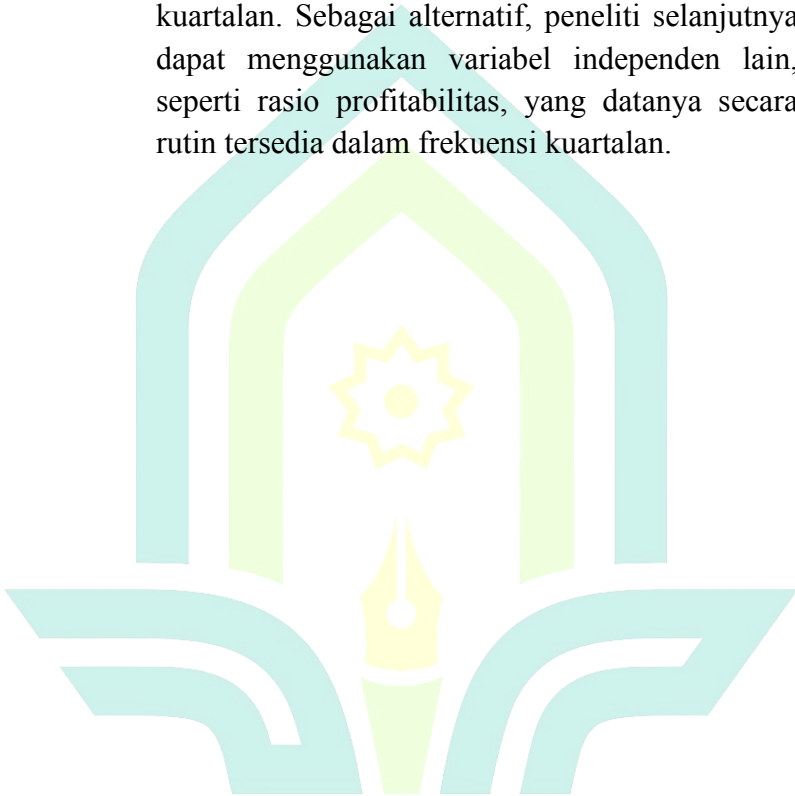 kuartalan. Sebagai alternatif, peneliti selanjutnya
dapat menggunakan variabel independen lain,
seperti rasio profitabilitas, yang datanya secara
rutin tersedia dalam frekuensi kuartalan.